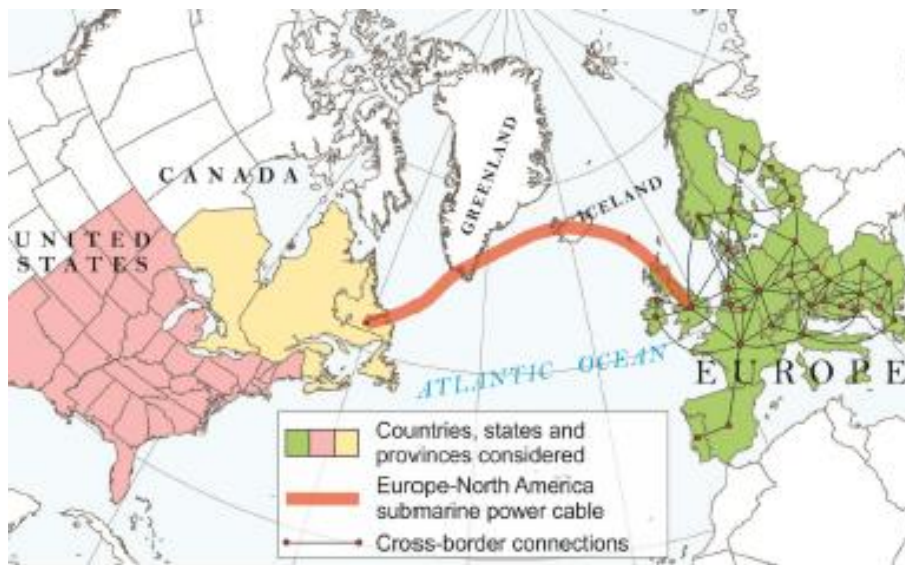 CANADA
GREENLAND
ICELAND
UNITED
STATES
ATLANTIC OCEAN
EUROPE
Countries, states and
provinces considered
Europe-North America
submarine power cable
Cross-border connections